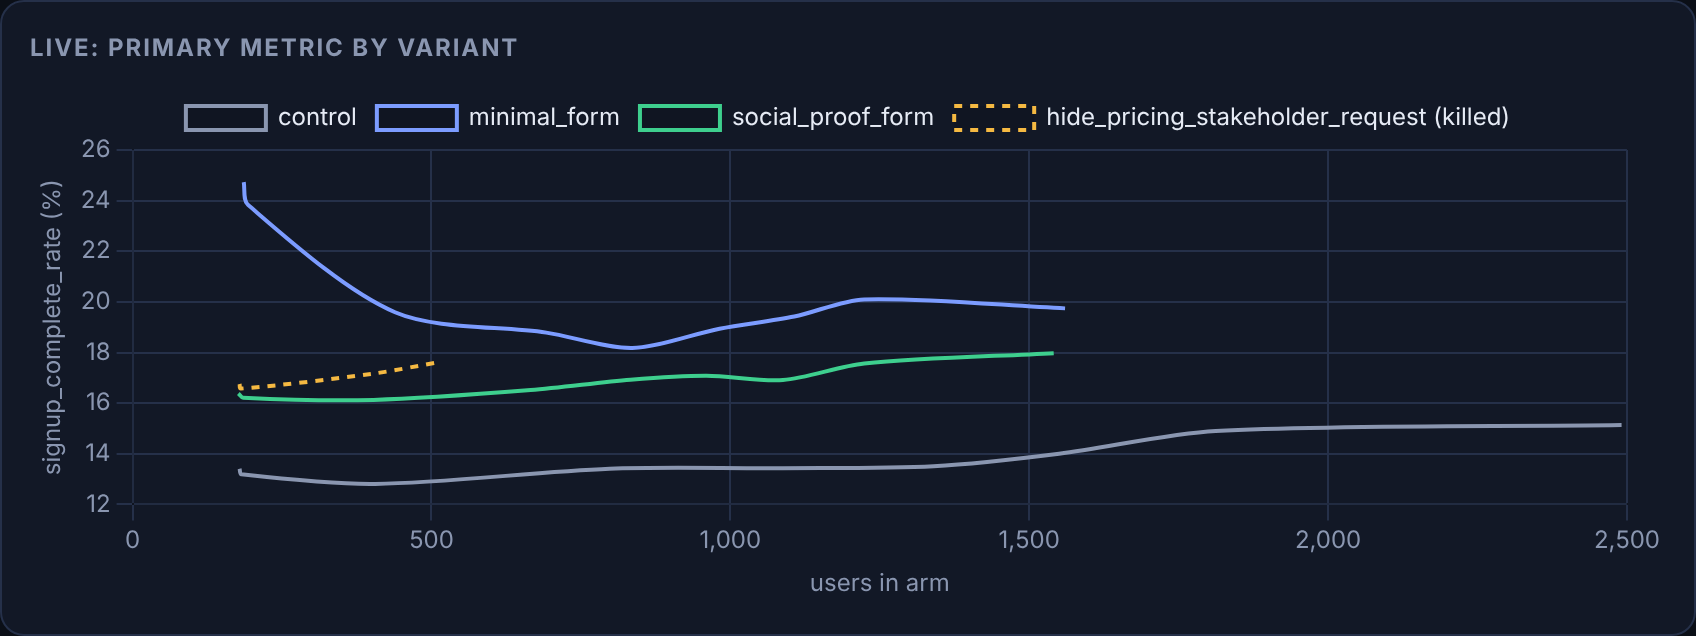 LIVE: PRIMARY METRIC BY VARIANT
control minimal_form social_proof_form hide_pricing_stakeholder_request (killed)
signup_complete_rate (%)
26
24
22
20
18
16
14
12
0 500 1,000 1,500 2,000 2,500
users in arm